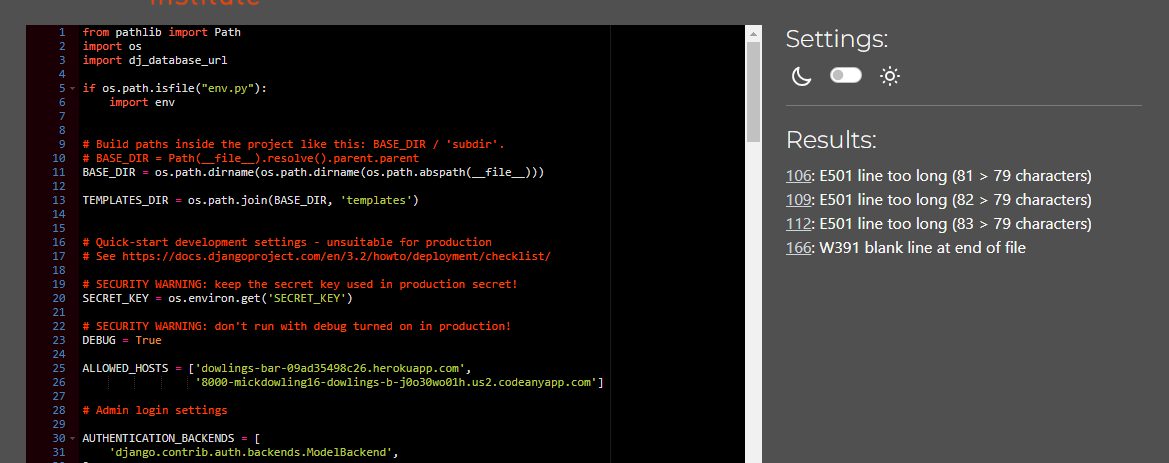 institute
1 from pathlib import Path
2 import os
3 import dj_database_url
4
5 if os.path.isfile("env.py"):
6     import env
7
8
9 # Build paths inside the project like this: BASE_DIR / 'subdir'.
10 # BASE_DIR = Path(__file__).resolve().parent.parent
11 BASE_DIR = os.path.dirname(os.path.dirname(os.path.abspath(__file__)))
12
13 TEMPLATES_DIR = os.path.join(BASE_DIR, 'templates')
14
15
16 # Quick-start development settings - unsuitable for production
17 # See https://docs.djangoproject.com/en/3.2/howto/deployment/checklist/
18
19 # SECURITY WARNING: keep the secret key used in production secret!
20 SECRET_KEY = os.environ.get('SECRET_KEY')
21
22 # SECURITY WARNING: don't run with debug turned on in production!
23 DEBUG = True
24
25 ALLOWED_HOSTS = ['dowlings-bar-09ad35498c26.herokuapp.com',
26                  '8000-mickdowling16-dowlings-b-j0o30wo01h.us2.codeanyapp.com']
27
28 # Admin login settings
29
30 AUTHENTICATION_BACKENDS = [
31     'django.contrib.auth.backends.ModelBackend',
Settings:
Results:
106: E501 line too long (81 > 79 characters)
109: E501 line too long (82 > 79 characters)
112: E501 line too long (83 > 79 characters)
166: W391 blank line at end of file